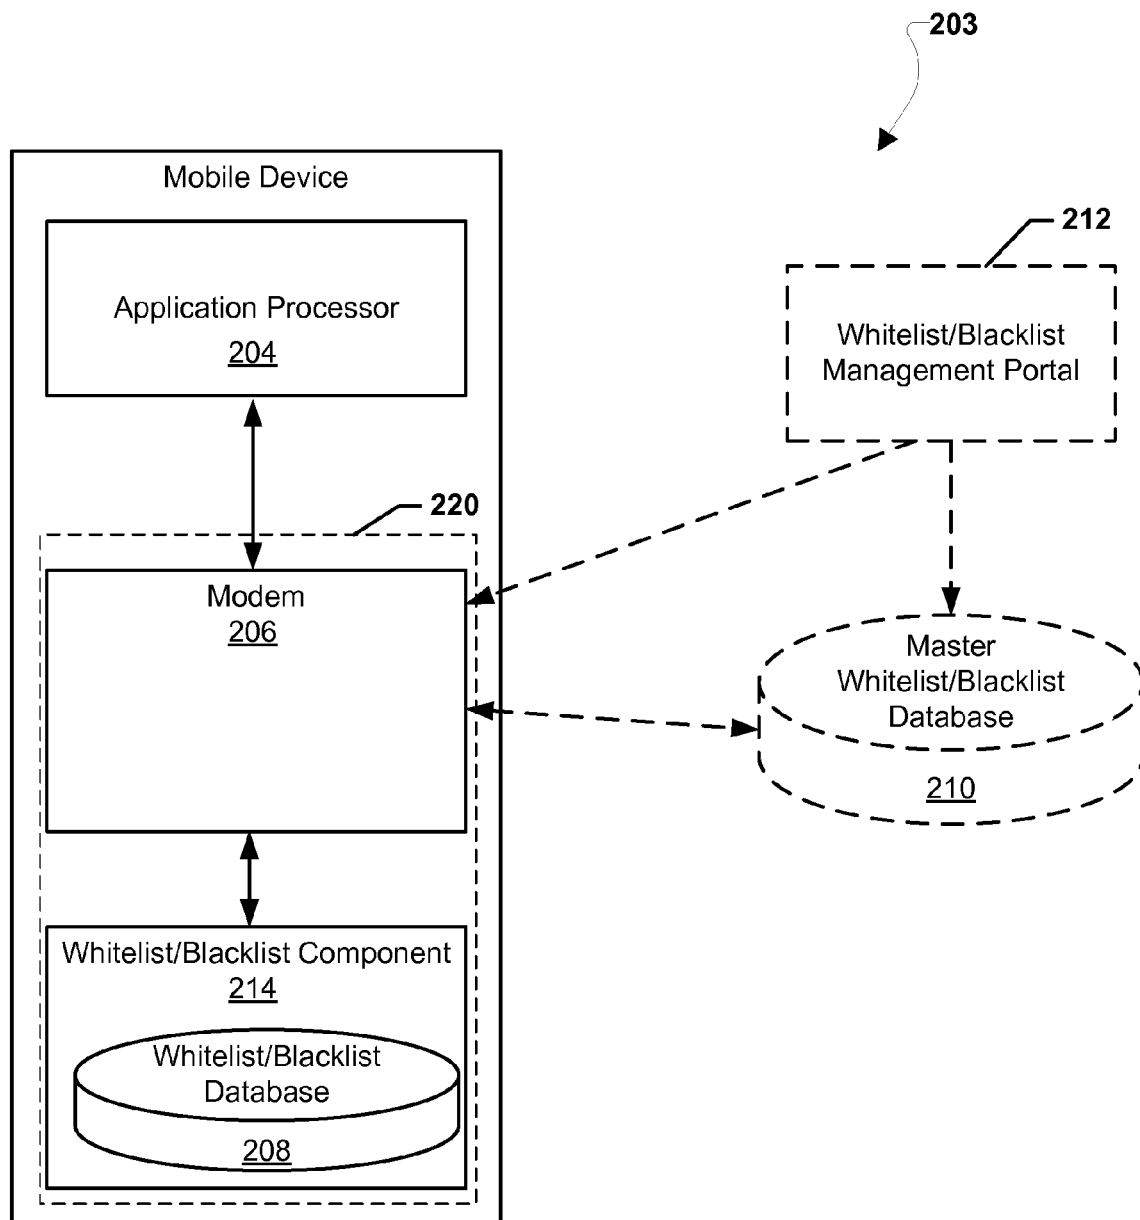 203
Mobile Device
212
Application Processor
204
Whitelist/Blacklist
Management Portal
220
Modem
206
Master
Whitelist/Blacklist
Database
210
Whitelist/Blacklist Component
214
Whitelist/Blacklist
Database
208